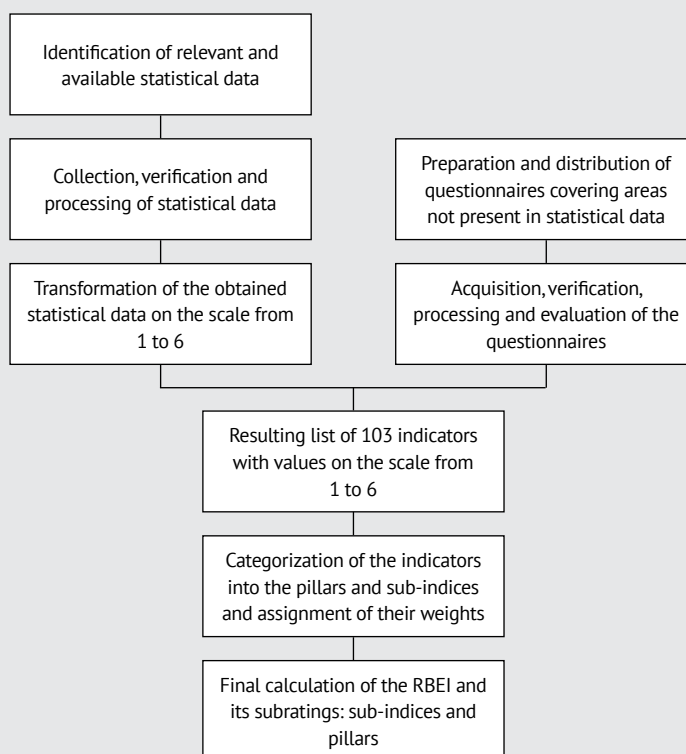 Identification of relevant and
available statistical data
Collection, verification and
processing of statistical data
Preparation and distribution of
questionnaires covering areas
not present in statistical data
Transformation of the obtained
statistical data on the scale from
1 to 6
Acquisition, verification,
processing and evaluation of the
questionnaires
Resulting list of 103 indicators
with values on the scale from
1 to 6
Categorization of the indicators
into the pillars and sub-indices
and assignment of their weights
Final calculation of the RBEI and
its subratings: sub-indices and
pillars